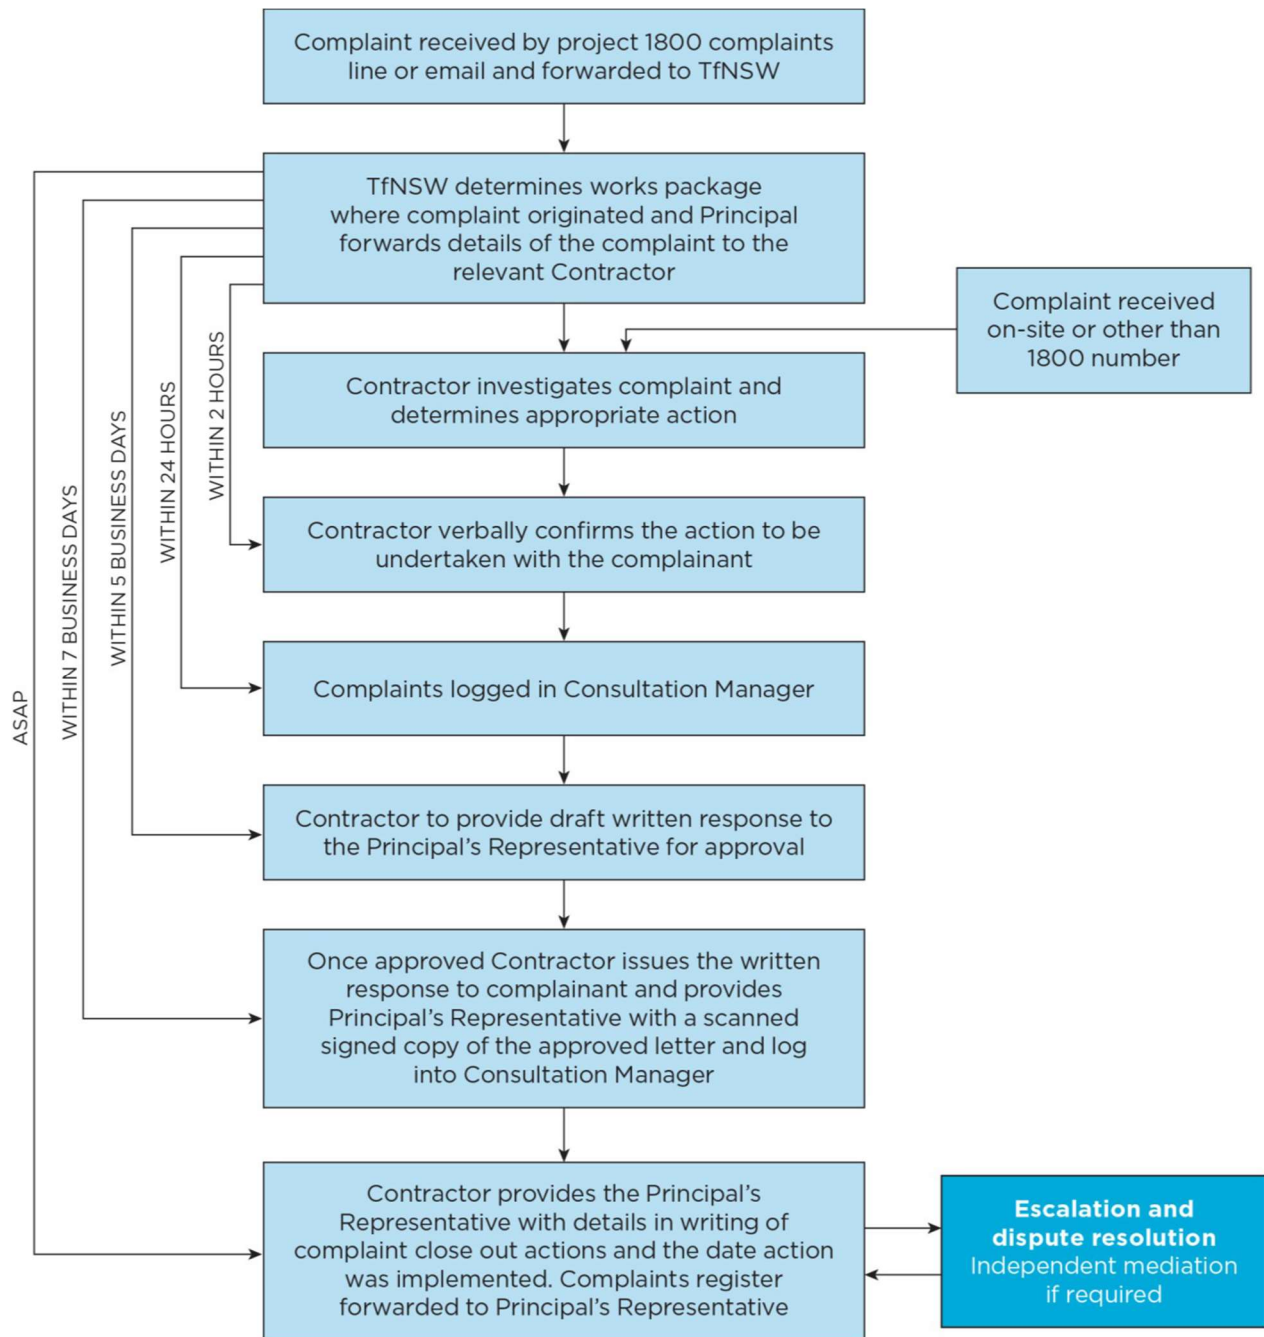 Complaint received by project 1800 complaints
line or email and forwarded to TfNSW
TfNSW determines works package
where complaint originated and Principal
forwards details of the complaint to the
relevant Contractor
Complaint received
on-site or other than
1800 number
Contractor investigates complaint and
determines appropriate action
Contractor verbally confirms the action to be
undertaken with the complainant
Complaints logged in Consultation Manager
Contractor to provide draft written response to
the Principal’s Representative for approval
Once approved Contractor issues the written
response to complainant and provides
Principal’s Representative with a scanned
signed copy of the approved letter and log
into Consultation Manager
Contractor provides the Principal’s
Representative with details in writing of
complaint close out actions and the date action
was implemented. Complaints register
forwarded to Principal’s Representative
Escalation and
dispute resolution
Independent mediation
if required
ASAP
WITHIN 7 BUSINESS DAYS
WITHIN 5 BUSINESS DAYS
WITHIN 24 HOURS
WITHIN 2 HOURS